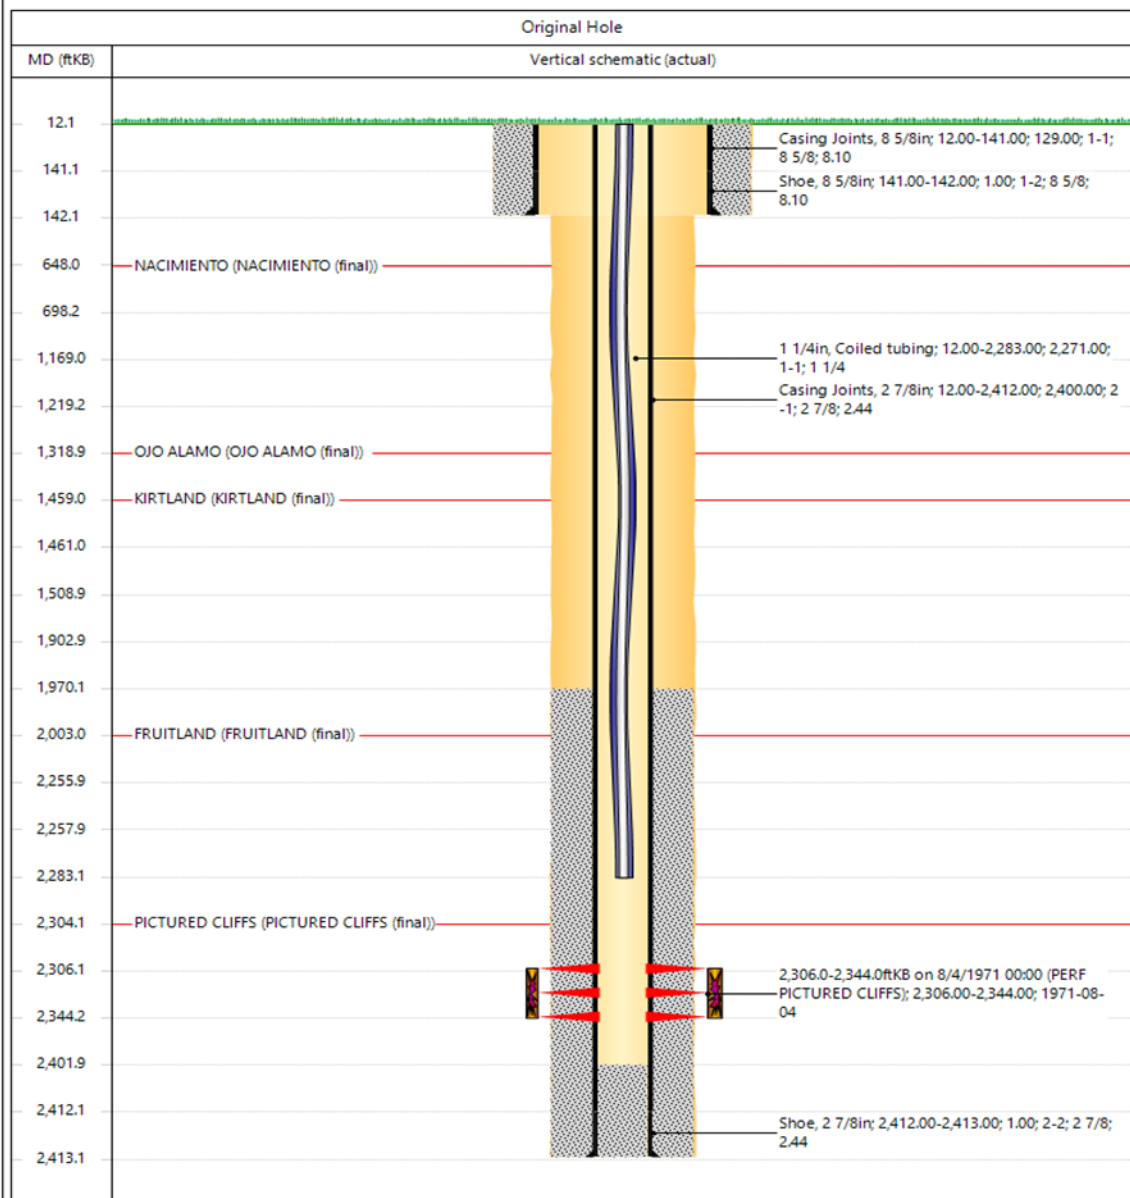 Original Hole
MD (ftKB)
Vertical schematic (actual)
12.1
Casing Joints, 8 5/8in; 12.00-141.00; 129.00; 1-1;
8 5/8; 8.10
141.1
Shoe, 8 5/8in; 141.00-142.00; 1.00; 1-2; 8 5/8;
8.10
142.1
648.0
NACIMIENTO (NACIMIENTO (final))
698.2
1 1/4in, Coiled tubing; 12.00-2,283.00; 2,271.00;
1-1; 1 1/4
1,169.0
Casing Joints, 2 7/8in; 12.00-2,412.00; 2,400.00; 2
-1; 2 7/8; 2.44
1,219.2
1,318.9
OJO ALAMO (OJO ALAMO (final))
1,459.0
KIRTLAND (KIRTLAND (final))
1,461.0
1,508.9
1,902.9
1,970.1
2,003.0
FRUITLAND (FRUITLAND (final))
2,255.9
2,257.9
2,283.1
2,304.1
PICTURED CLIFFS (PICTURED CLIFFS (final))
2,306.1
2,306.0-2,344.0ftKB on 8/4/1971 00:00 (PERF
PICTURED CLIFFS); 2,306.00-2,344.00; 1971-08-
04
2,344.2
2,401.9
2,412.1
Shoe, 2 7/8in; 2,412.00-2,413.00; 1.00; 2-2; 2 7/8;
2.44
2,413.1